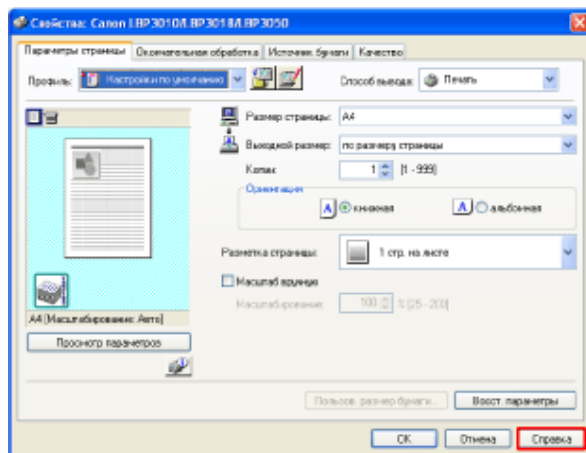 Свойства: Canon LBP3010/LBP3018/LBP3050
Параметры страницы Окончательная обработка Источник бумаги Качество
Профиль: Настройки по умолчанию Способ вывода: Печать
Размер страницы: A4
Выходной размер: по размеру страницы
Копии: 1 [1 - 999]
Ориентация
A книжная A альбомная
Разметка страницы: 1 стр. на листе
Масштаб вручную
Масштабирование: 100 % [25 - 200]
A4 [Масштабирование: Авто]
Просмотр параметров
Пользов. размер бумаги... Восст. параметры
OK Отмена Справка